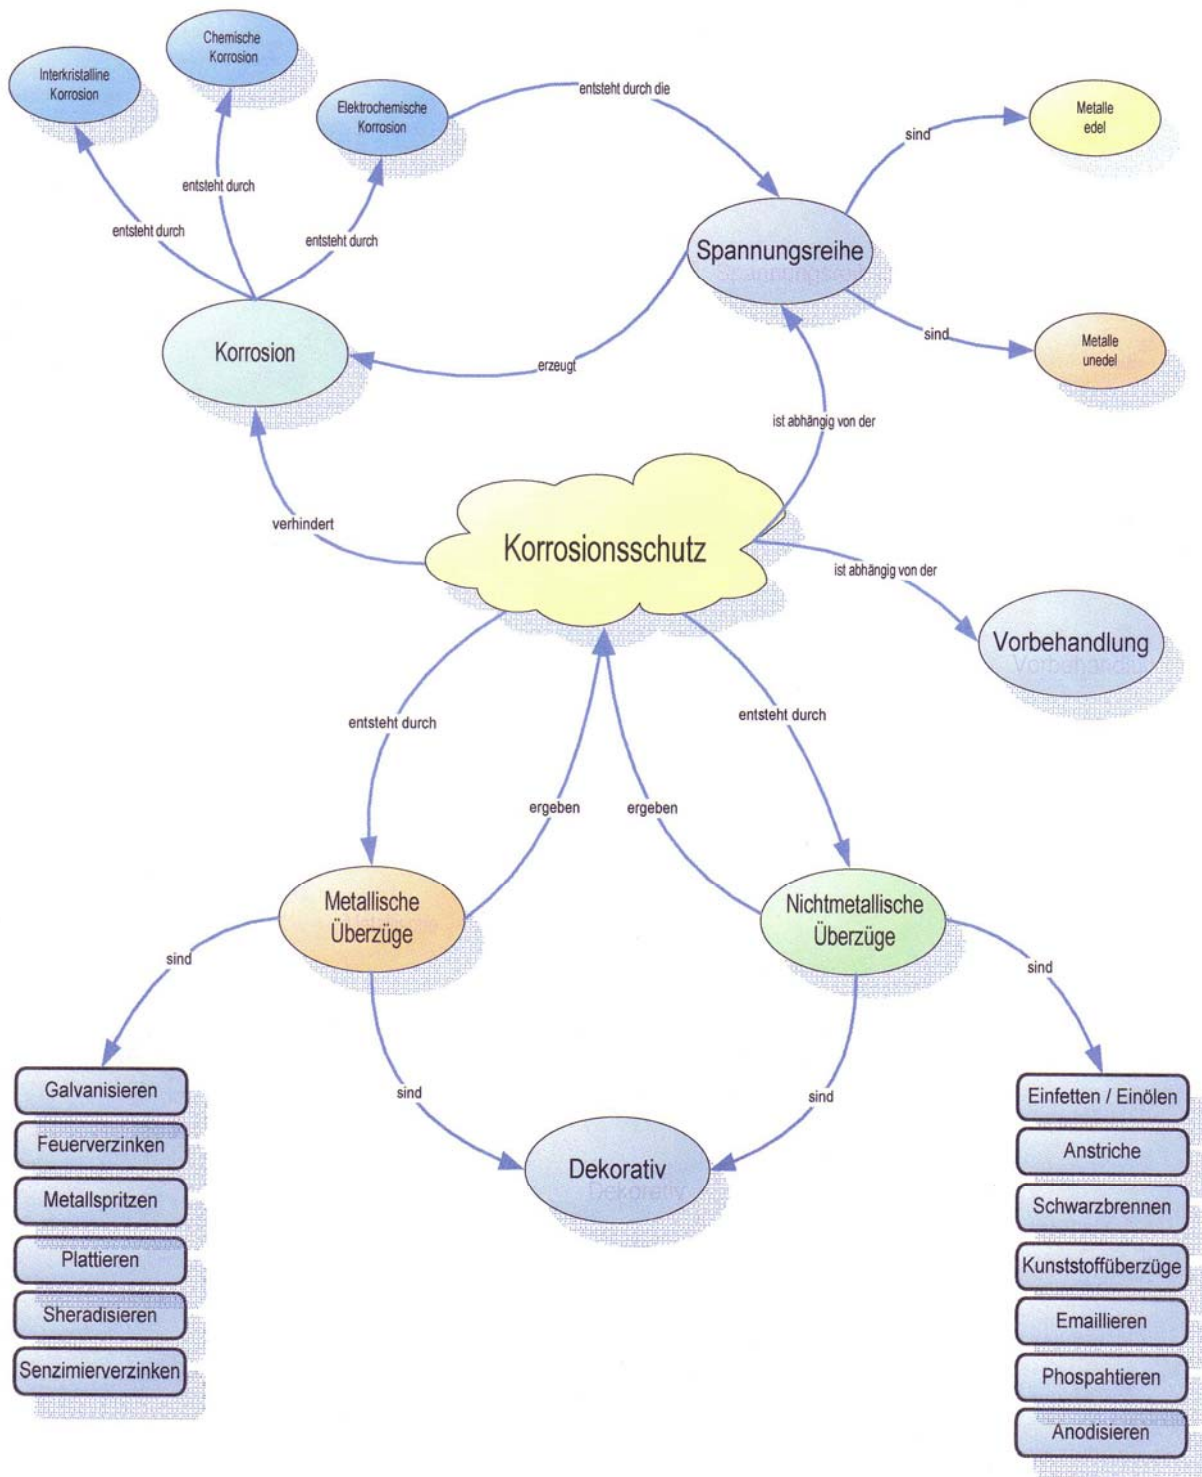 Chemische
Korrosion
Interkristalline
Korrosion
Elektrochemische
Korrosion
entsteht durch die
Metalle
edel
sind
entsteht durch
entsteht durch
entsteht durch
Spannungsreihe
sind
Metalle
unedel
Korrosion
erzeugt
ist abhängig von der
verhindert
Korrosionsschutz
ist abhängig von der
Vorbehandlung
entsteht durch
entsteht durch
ergeben
ergeben
Metallische
Überzüge
Nichtmetallische
Überzüge
sind
sind
sind
sind
Dekorativ
Galvanisieren
Feuerverzinken
Metallspritzen
Plattieren
Sheradisieren
Senzimierverzinken
Einfetten / Einölen
Anstriche
Schwarzbrennen
Kunststoffüberzüge
Emaillieren
Phospahtieren
Anodisieren